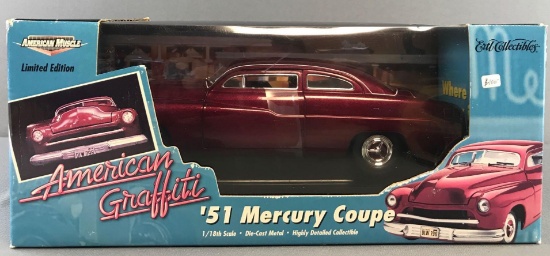 AMERICAN MUSCLE
Limited Edition
Ertl Collectibles
Where
American
Graffiti
'51 Mercury Coupe
1/18th Scale • Die-Cast Metal • Highly Detailed Collectible